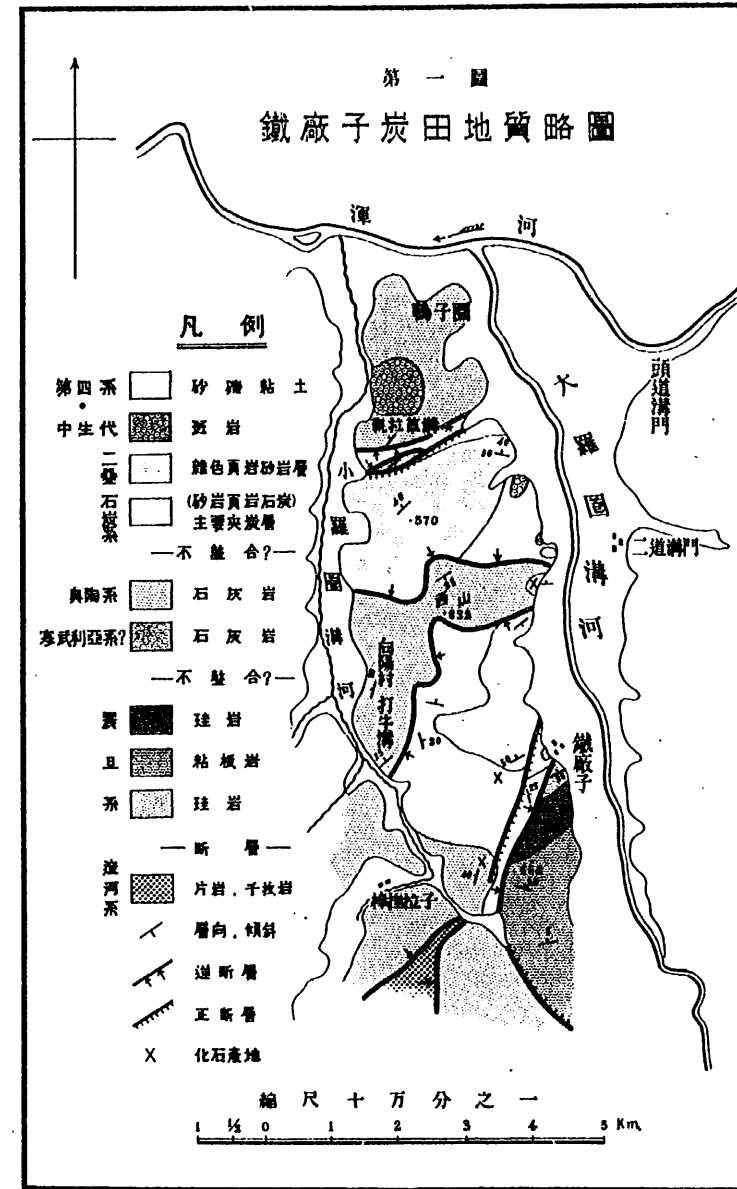 第一圖
鐵廠子炭田地質略圖
渾河
鴨子圈
頭道溝門
大羅圈溝河
二道溝門
小羅圈溝河
·570
向陽村
打牛溝
鐵廠子
凡例
第四系 砂礫粘土
中生代 斑岩
二疊 雜色頁岩砂岩層
石炭系 (砂岩頁岩石炭)
主要夾炭層
—不整合?—
奧陶系 石灰岩
寒武利亞系? 石灰岩
—不整合?—
震旦系
珪岩
粘板岩
珪岩
—斷層—
片岩,千枚岩
層向,傾斜
逆斷層
正斷層
X 化石產地
縮尺十万分之一
1 ½ 0 1 2 3 4 5 Km.